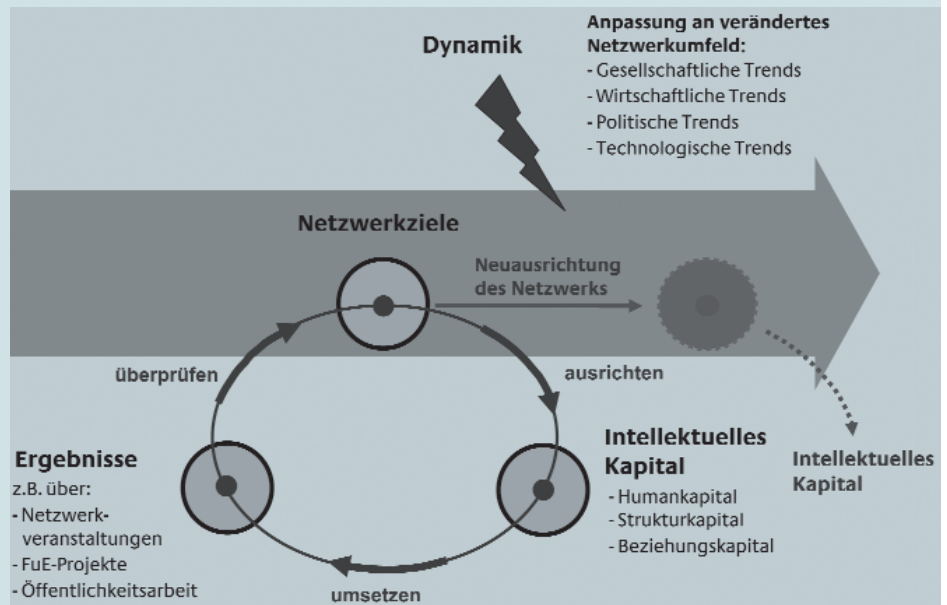 Dynamik
Anpassung an verändertes
Netzwerkumfeld:
- Gesellschaftliche Trends
- Wirtschaftliche Trends
- Politische Trends
- Technologische Trends
Netzwerkziele
Neuausrichtung
des Netzwerks
überprüfen
ausrichten
Ergebnisse
z.B. über:
- Netzwerk-
veranstaltungen
- FuE-Projekte
- Öffentlichkeitsarbeit
Intellektuelles
Kapital
- Humankapital
- Strukturkapital
- Beziehungskapital
Intellektuelles
Kapital
umsetzen